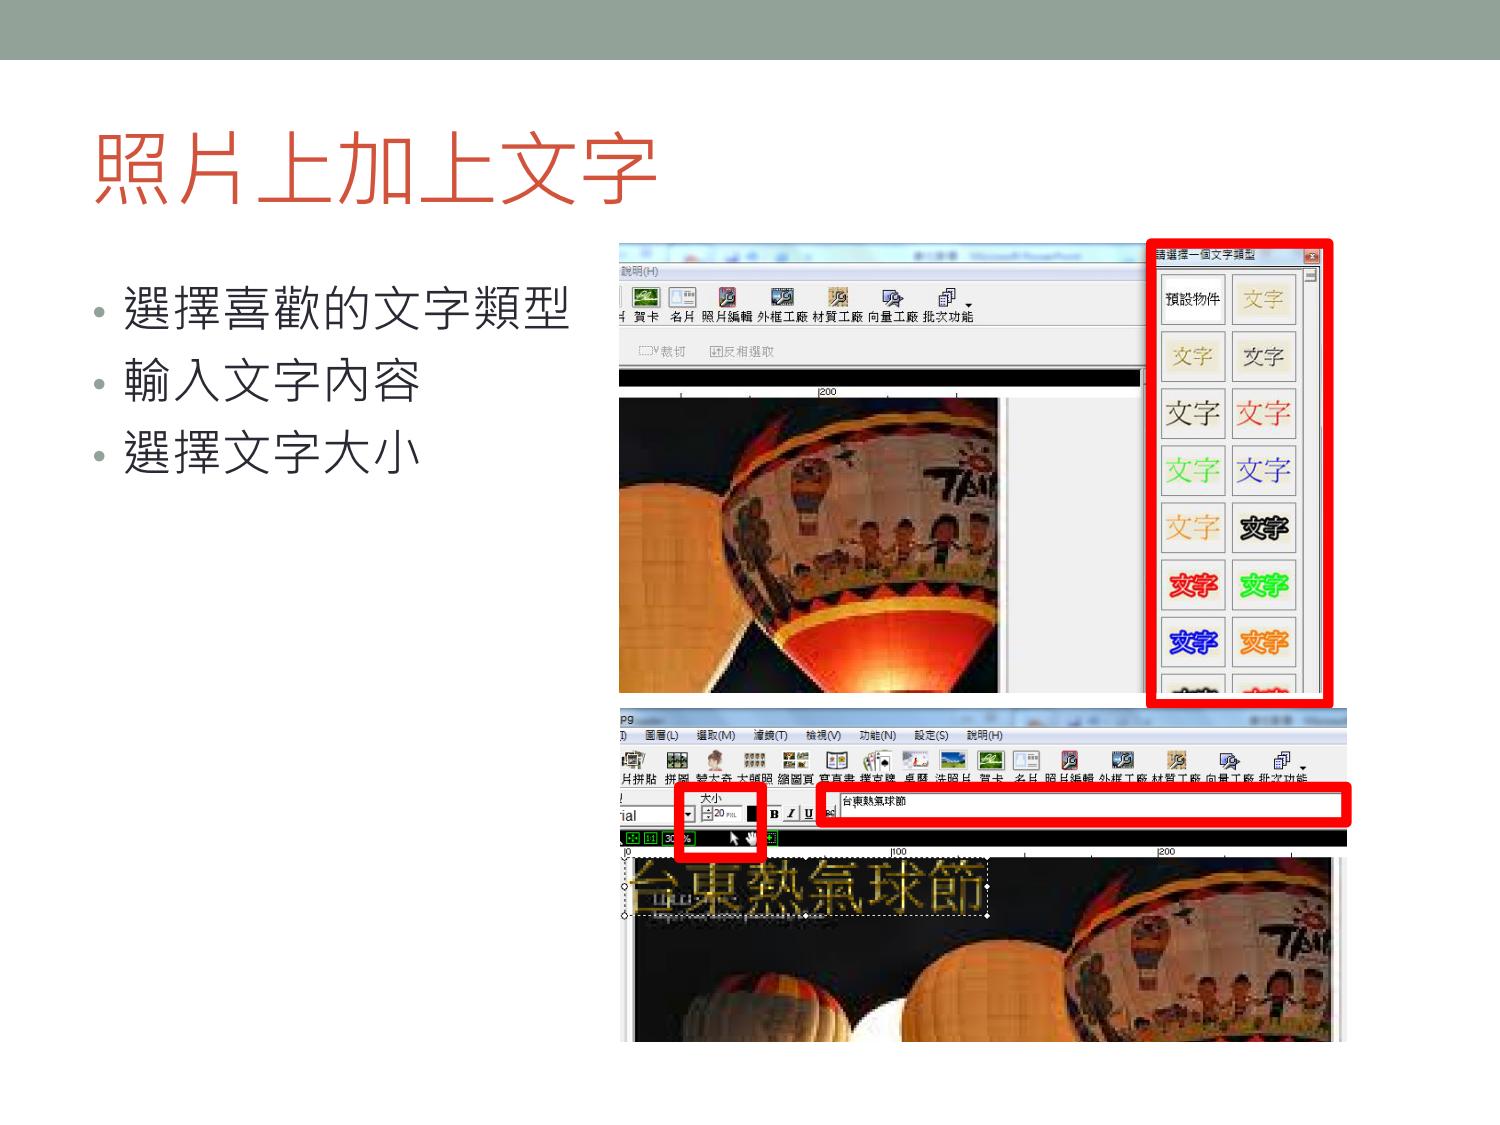 照片上加上文字
• 選擇喜歡的文字類型
• 輸入文字內容
• 選擇文字大小
請選擇一個文字類型
說明(H)
賀卡 名片 照片編輯 外框工廠 材質工廠 向量工廠 批次功能
裁切 反相選取
200
預設物件 文字
文字 文字
文字 文字
文字 文字
文字 文字
文字 文字
文字 文字
圖層(L) 選取(M) 濾鏡(T) 檢視(V) 功能(N) 設定(S) 說明(H)
片拼貼 拼圖 大頭照 縮圖頁 寫真書 撲克牌 桌曆 洗照片 賀卡 名片 照片編輯 外框工廠 材質工廠 向量工廠 批次功能
大小
台東熱氣球節
rial 20 B I U
0 100 200
台東熱氣球節